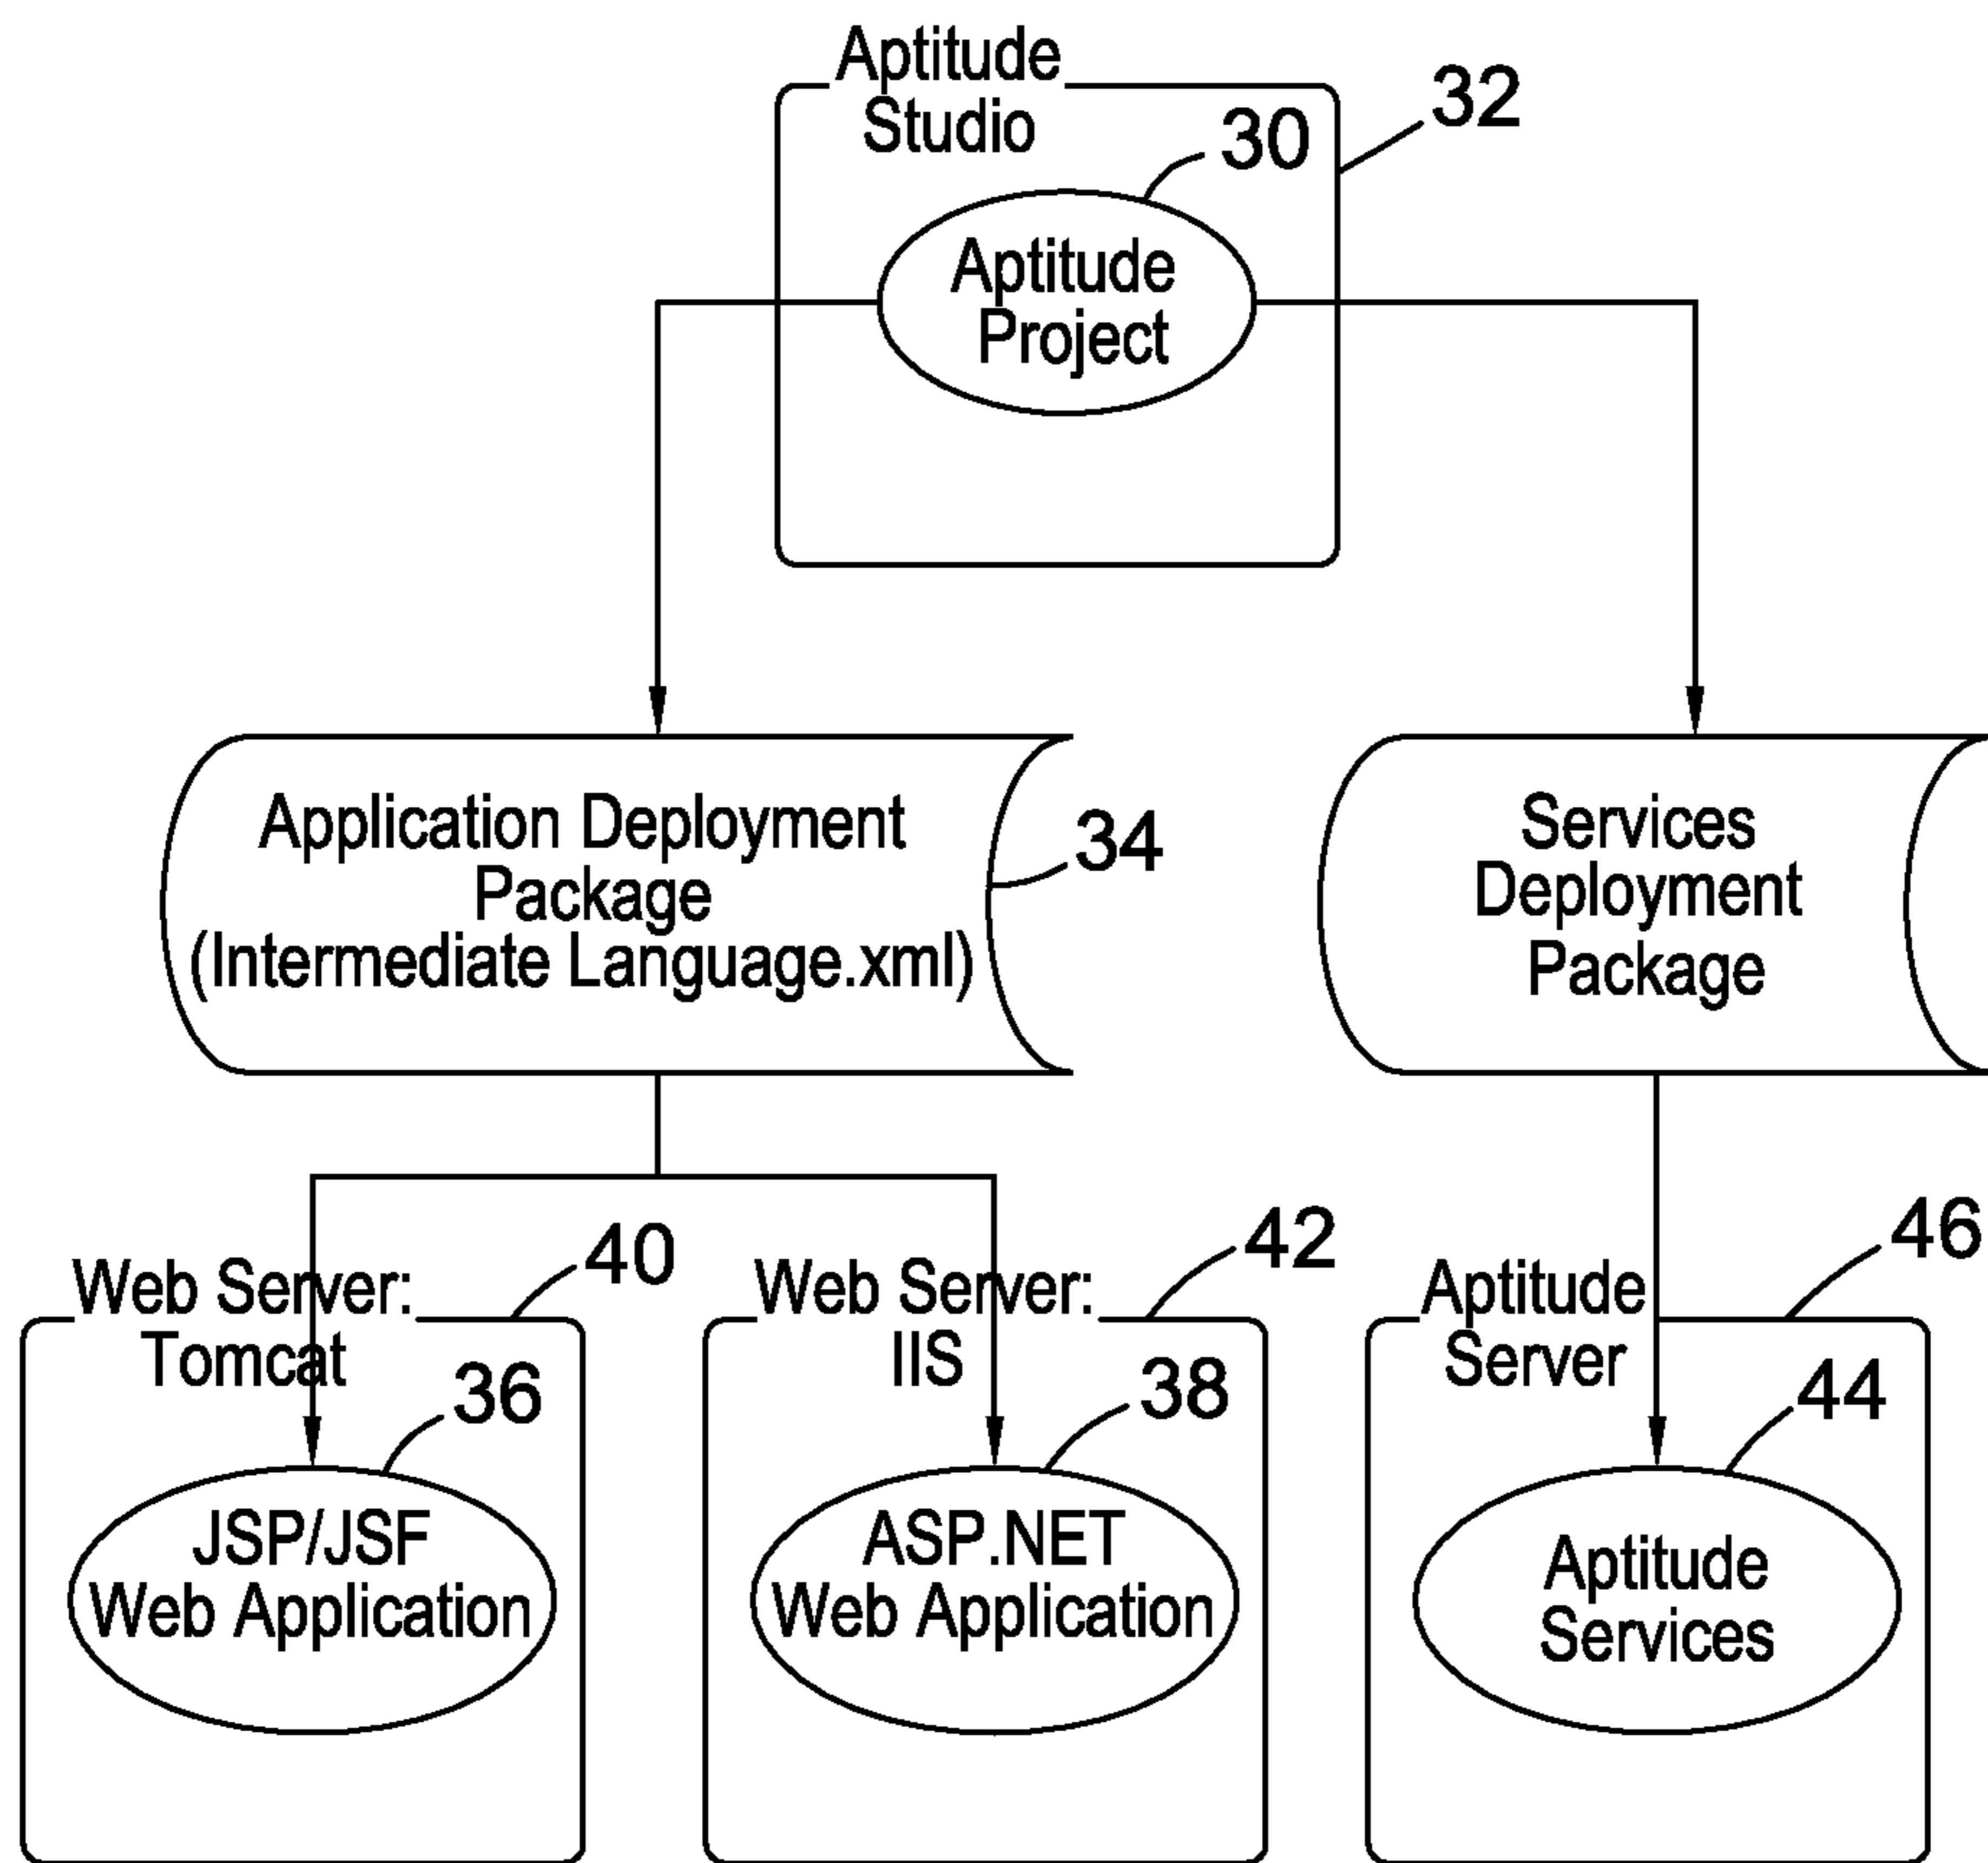 Aptitude
Studio
32
30
Aptitude
Project
Application Deployment
Package
(Intermediate Language.xml)
34
Services
Deployment
Package
Web Server:
Tomcat
40
36
JSP/JSF
Web Application
Web Server:
IIS
42
38
ASP.NET
Web Application
Aptitude
Server
46
44
Aptitude
Services